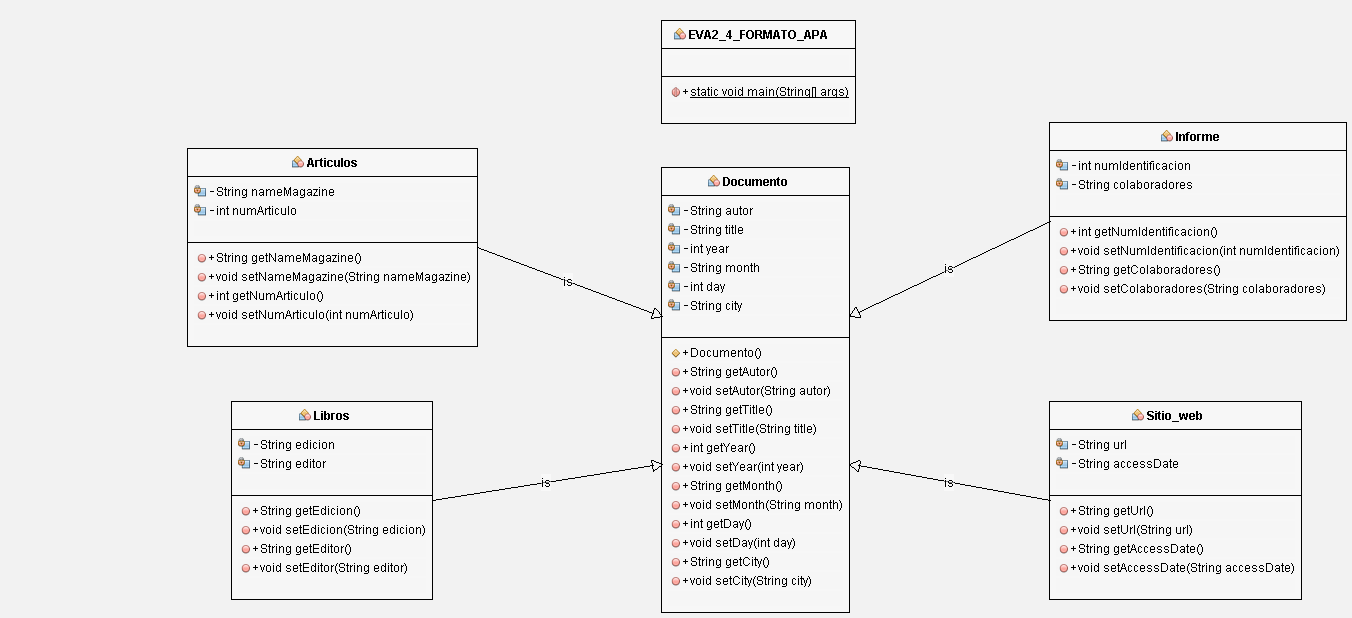 EVA2_4_FORMATO_APA
+static void main(String[] args)
Articulos
-String nameMagazine
-int numArticulo
+String getNameMagazine()
+void setNameMagazine(String nameMagazine)
+int getNumArticulo()
+void setNumArticulo(int numArticulo)
is
Documento
-String autor
-String title
-int year
-String month
-int day
-String city
+Documento()
+String getAutor()
+void setAutor(String autor)
+String getTitle()
+void setTitle(String title)
+int getYear()
+void setYear(int year)
+String getMonth()
+void setMonth(String month)
+int getDay()
+void setDay(int day)
+String getCity()
+void setCity(String city)
is
Informe
-int numIdentificacion
-String colaboradores
+int getNumIdentificacion()
+void setNumIdentificacion(int numIdentificacion)
+String getColaboradores()
+void setColaboradores(String colaboradores)
Libros
-String edicion
-String editor
+String getEdicion()
+void setEdicion(String edicion)
+String getEditor()
+void setEditor(String editor)
is
is
Sitio_web
-String url
-String accessDate
+String getUrl()
+void setUrl(String url)
+String getAccessDate()
+void setAccessDate(String accessDate)